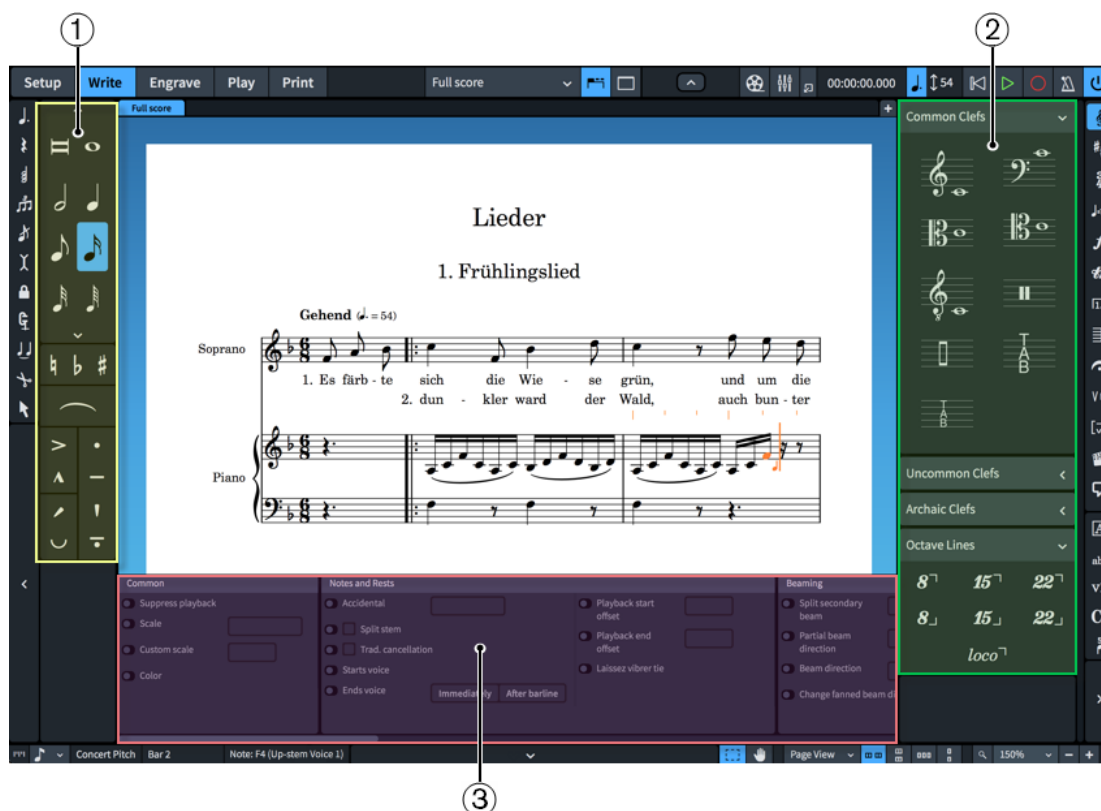 ① ②
Setup Write Engrave Play Print Full score 00:00:00.000 54
Full score
Common Clefs
Lieder
1. Frühlingslied
Gehend (♩. = 54)
Soprano
1. Es färb - te sich die Wie - se grün, und um die
2. dun - kler ward der Wald, auch bun - ter
Piano
T
A
B
T
A
B
Uncommon Clefs
Archaic Clefs
Octave Lines
8 15 22
8 15 22
loco
Common
Suppress playback
Scale
Custom scale
Color
Notes and Rests
Accidental
Split stem
Trad. cancellation
Starts voice
Ends voice
Immediately After barline
Playback start
offset
Playback end
offset
Laissez vibrer tie
Beaming
Split secondary
beam
Partial beam
direction
Beam direction
Change fanned beam di
Concert Pitch Bar 2 Note: F4 (Up-stem Voice 1) Page View 150%
③